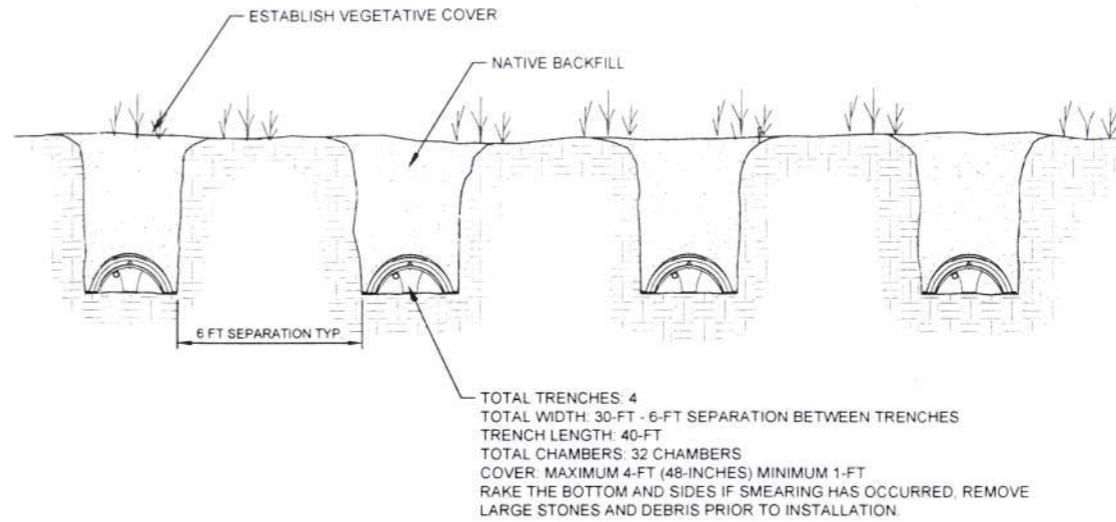 ESTABLISH VEGETATIVE COVER
NATIVE BACKFILL
6 FT SEPARATION TYP.
TOTAL TRENCHES: 4
TOTAL WIDTH: 30-FT - 6-FT SEPARATION BETWEEN TRENCHES
TRENCH LENGTH: 40-FT
TOTAL CHAMBERS: 32 CHAMBERS
COVER: MAXIMUM 4-FT (48-INCHES) MINIMUM 1-FT
RAKE THE BOTTOM AND SIDES IF SMEARING HAS OCCURRED, REMOVE
LARGE STONES AND DEBRIS PRIOR TO INSTALLATION.